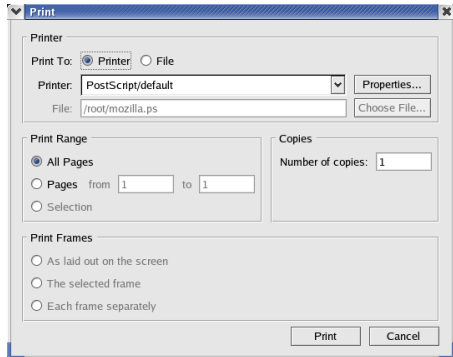 Print
Printer
Print To: Printer File
Printer: PostScript/default Properties...
File: /root/mozilla.ps Choose File...
Print Range
All Pages
Pages from 1 to 1
Selection
Copies
Number of copies: 1
Print Frames
As laid out on the screen
The selected frame
Each frame separately
Print Cancel